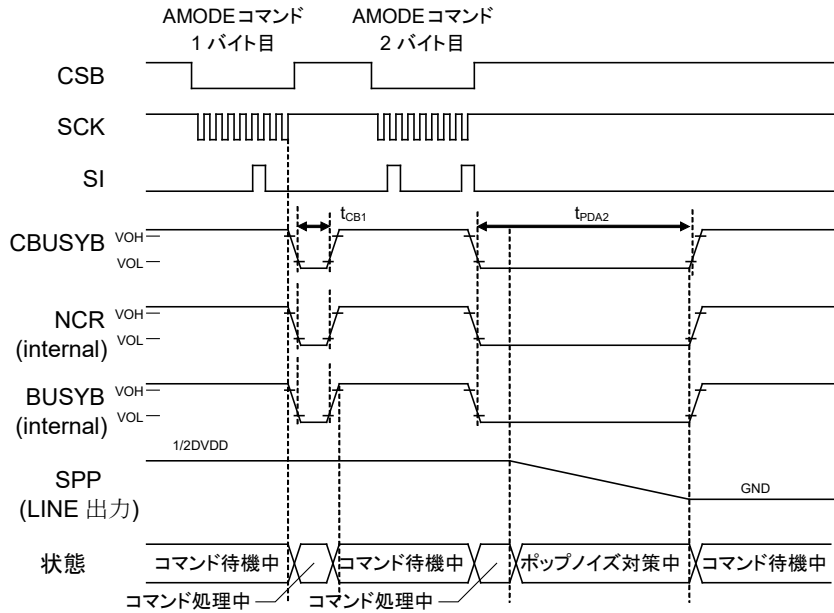 AMODEコマンド
1 バイト目
AMODEコマンド
2 バイト目
CSB
SCK
SI
tCB1
tPDA2
CBUSYB
VOH
VOL
NCR
(internal)
VOH
VOL
BUSYB
(internal)
VOH
VOL
1/2DVDD
SPP
(LINE 出力)
GND
状態
コマンド待機中
コマンド待機中
ポップノイズ対策中
コマンド待機中
コマンド処理中
コマンド処理中